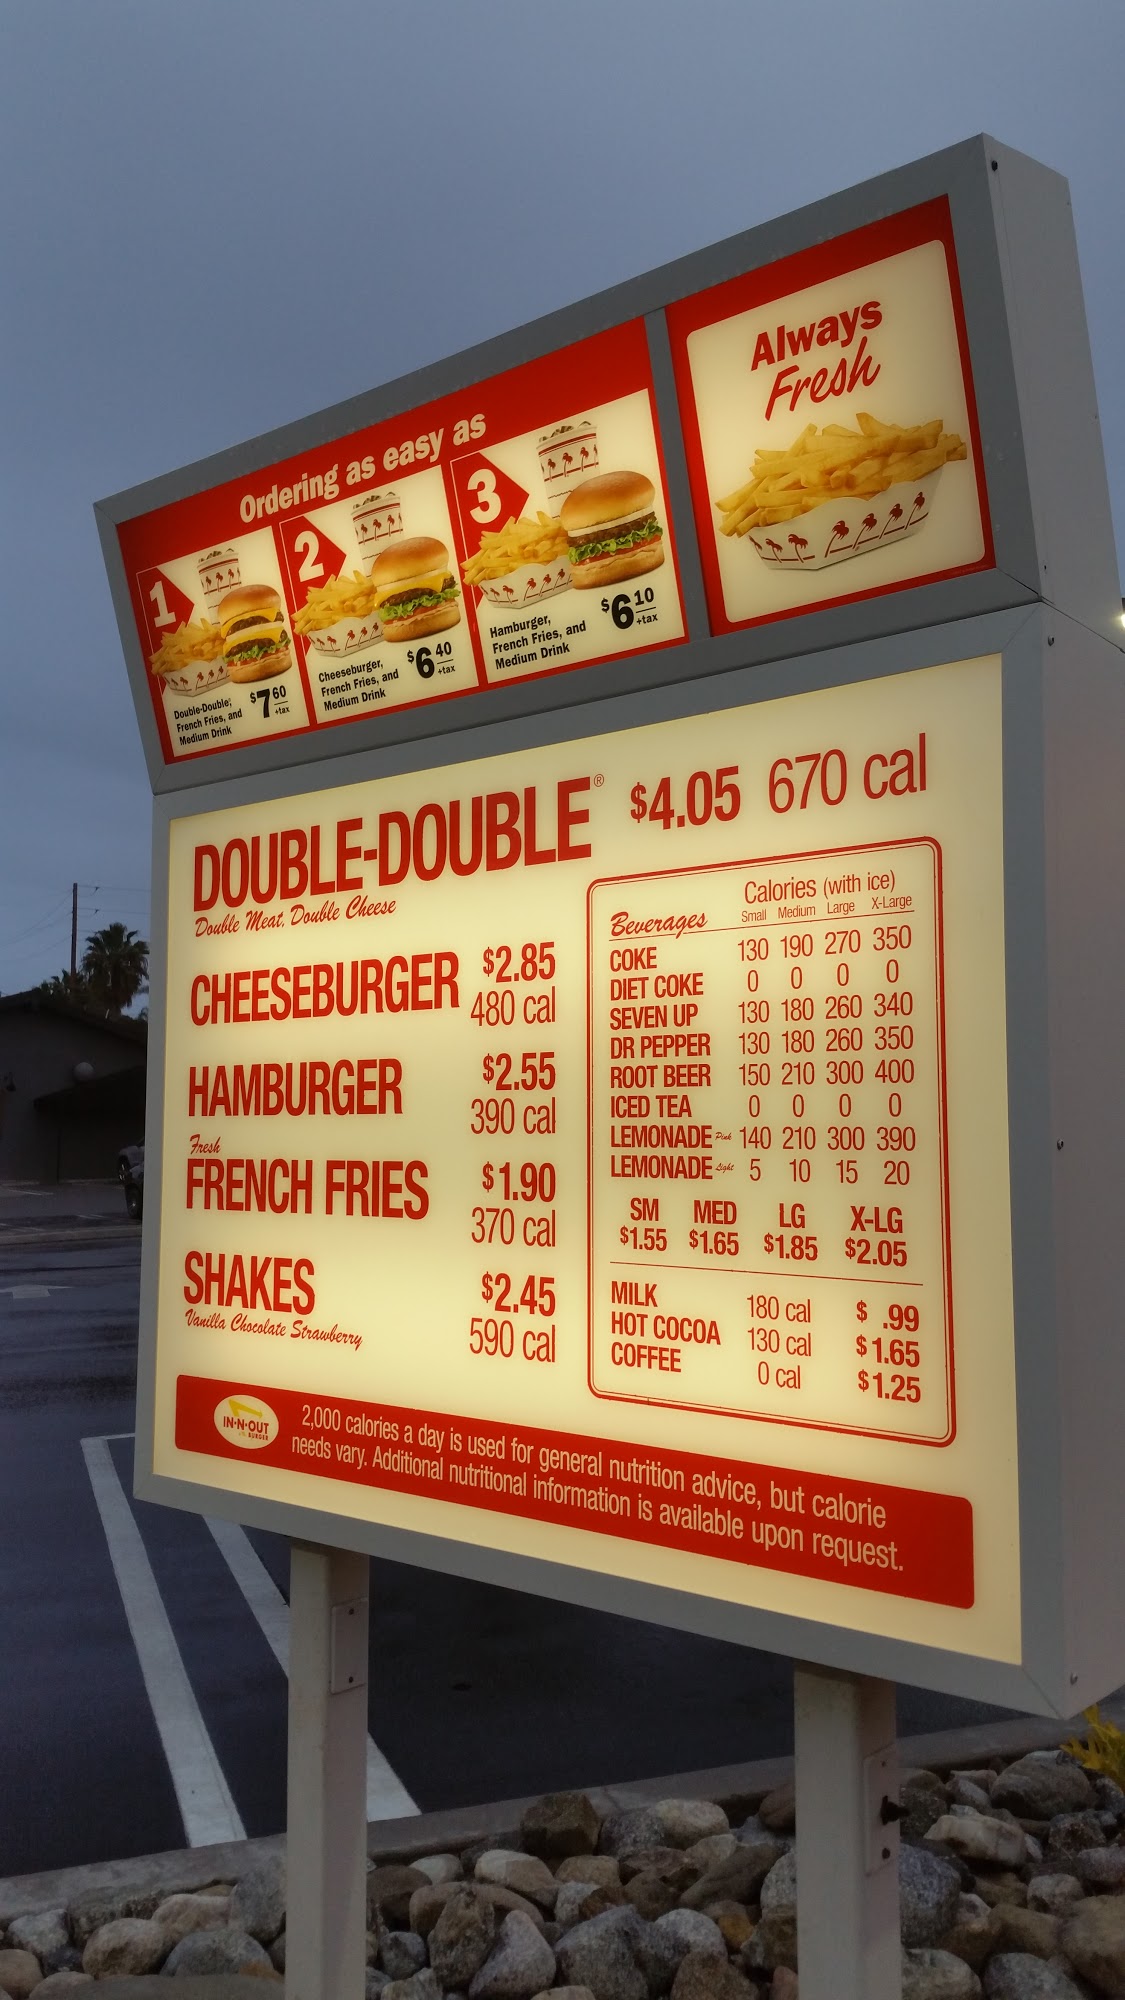 Ordering as easy as
1
Double-Double,
French Fries, and
Medium Drink
$7 60 +tax
2
Cheeseburger,
French Fries, and
Medium Drink
$6 40 +tax
3
Hamburger,
French Fries, and
Medium Drink
$6 10 +tax
Always
Fresh
DOUBLE-DOUBLE® $4.05 670 cal
Double Meat, Double Cheese
CHEESEBURGER $2.85
480 cal
HAMBURGER $2.55
390 cal
Fresh
FRENCH FRIES $1.90
370 cal
SHAKES $2.45
Vanilla Chocolate Strawberry 590 cal
Calories (with ice)
Beverages Small Medium Large X-Large
COKE 130 190 270 350
DIET COKE 0 0 0 0
SEVEN UP 130 180 260 340
DR PEPPER 130 180 260 350
ROOT BEER 150 210 300 400
ICED TEA 0 0 0 0
LEMONADE Pink 140 210 300 390
LEMONADE Light 5 10 15 20
SM MED LG X-LG
$1.55 $1.65 $1.85 $2.05
MILK 180 cal $ .99
HOT COCOA 130 cal $1.65
COFFEE 0 cal $1.25
IN-N-OUT
BURGER
2,000 calories a day is used for general nutrition advice, but calorie
needs vary. Additional nutritional information is available upon request.